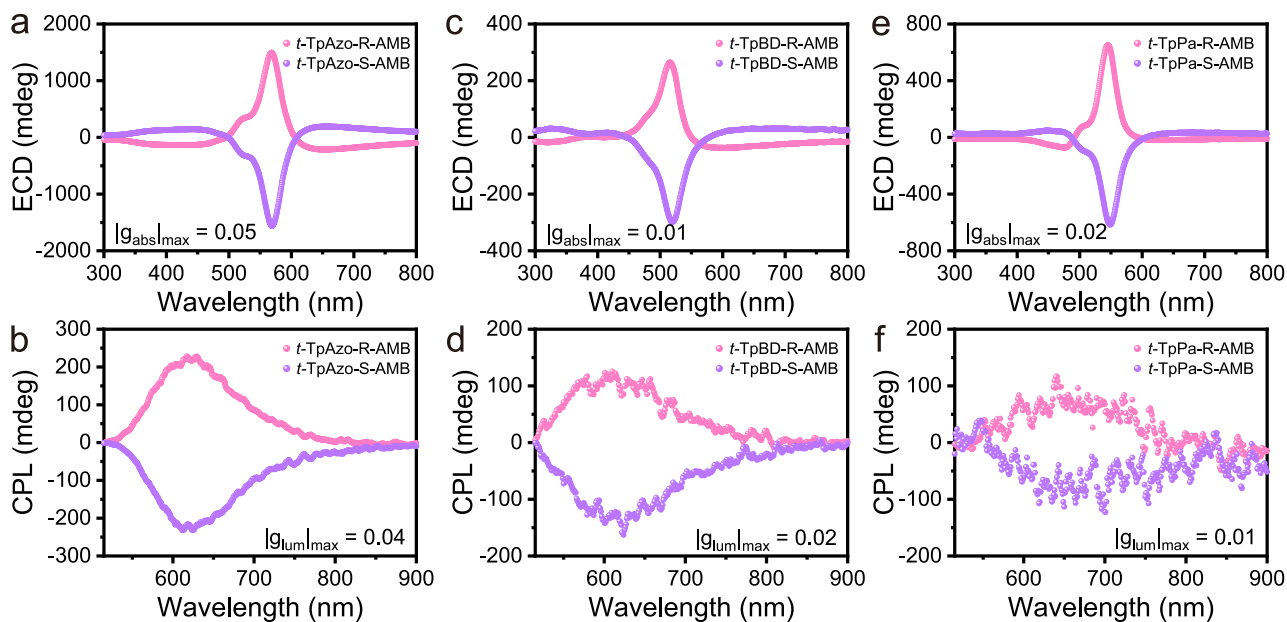 a
2000
1000
0
-1000
-2000
300 400 500 600 700 800
ECD (mdeg)
Wavelength (nm)
t-TpAzo-R-AMB
t-TpAzo-S-AMB
|gabs|max = 0.05
c
400
200
0
-200
-400
300 400 500 600 700 800
ECD (mdeg)
Wavelength (nm)
t-TpBD-R-AMB
t-TpBD-S-AMB
|gabs|max = 0.01
e
800
400
0
-400
-800
300 400 500 600 700 800
ECD (mdeg)
Wavelength (nm)
t-TpPa-R-AMB
t-TpPa-S-AMB
|gabs|max = 0.02
b
300
200
100
0
-100
-200
-300
600 700 800 900
CPL (mdeg)
Wavelength (nm)
t-TpAzo-R-AMB
t-TpAzo-S-AMB
|glum|max = 0.04
d
200
100
0
-100
-200
600 700 800 900
CPL (mdeg)
Wavelength (nm)
t-TpBD-R-AMB
t-TpBD-S-AMB
|glum|max = 0.02
f
200
100
0
-100
-200
600 700 800 900
CPL (mdeg)
Wavelength (nm)
t-TpPa-R-AMB
t-TpPa-S-AMB
|glum|max = 0.01